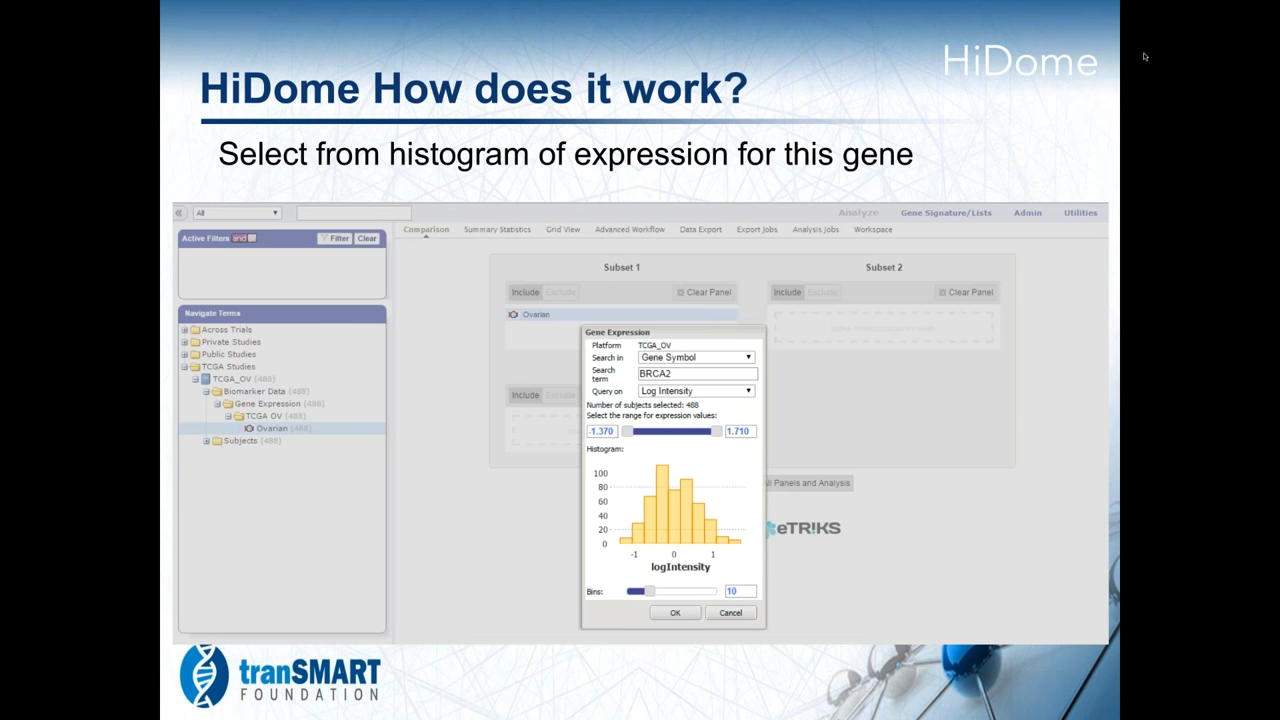 HiDome
HiDome How does it work?
Select from histogram of expression for this gene
All
Analyze Gene Signature/Lists Admin Utilities
Comparison Summary Statistics Grid View Advanced Workflow Data Export Export Jobs Analysis Jobs Workspace
Active Filters and Filter Clear
Navigate Terms
Across Trials
Private Studies
Public Studies
TCGA Studies
TCGA_OV (488)
Biomarker Data (488)
Gene Expression (488)
TCGA OV (488)
Ovarian (488)
Subjects (488)
Subset 1
Include Exclude Clear Panel
Ovarian
Include Exclude
Subset 2
Include Exclude Clear Panel
Gene Expression
Platform TCGA_OV
Search in Gene Symbol
Search term BRCA2
Query on Log Intensity
Number of subjects selected: 488
Select the range for expression values:
-1.370 1.710
Histogram:
100
80
60
40
20
0
-1 0 1
logIntensity
Bins: 10
OK Cancel
ll Panels and Analysis
eTRIKS
tranSMART
FOUNDATION